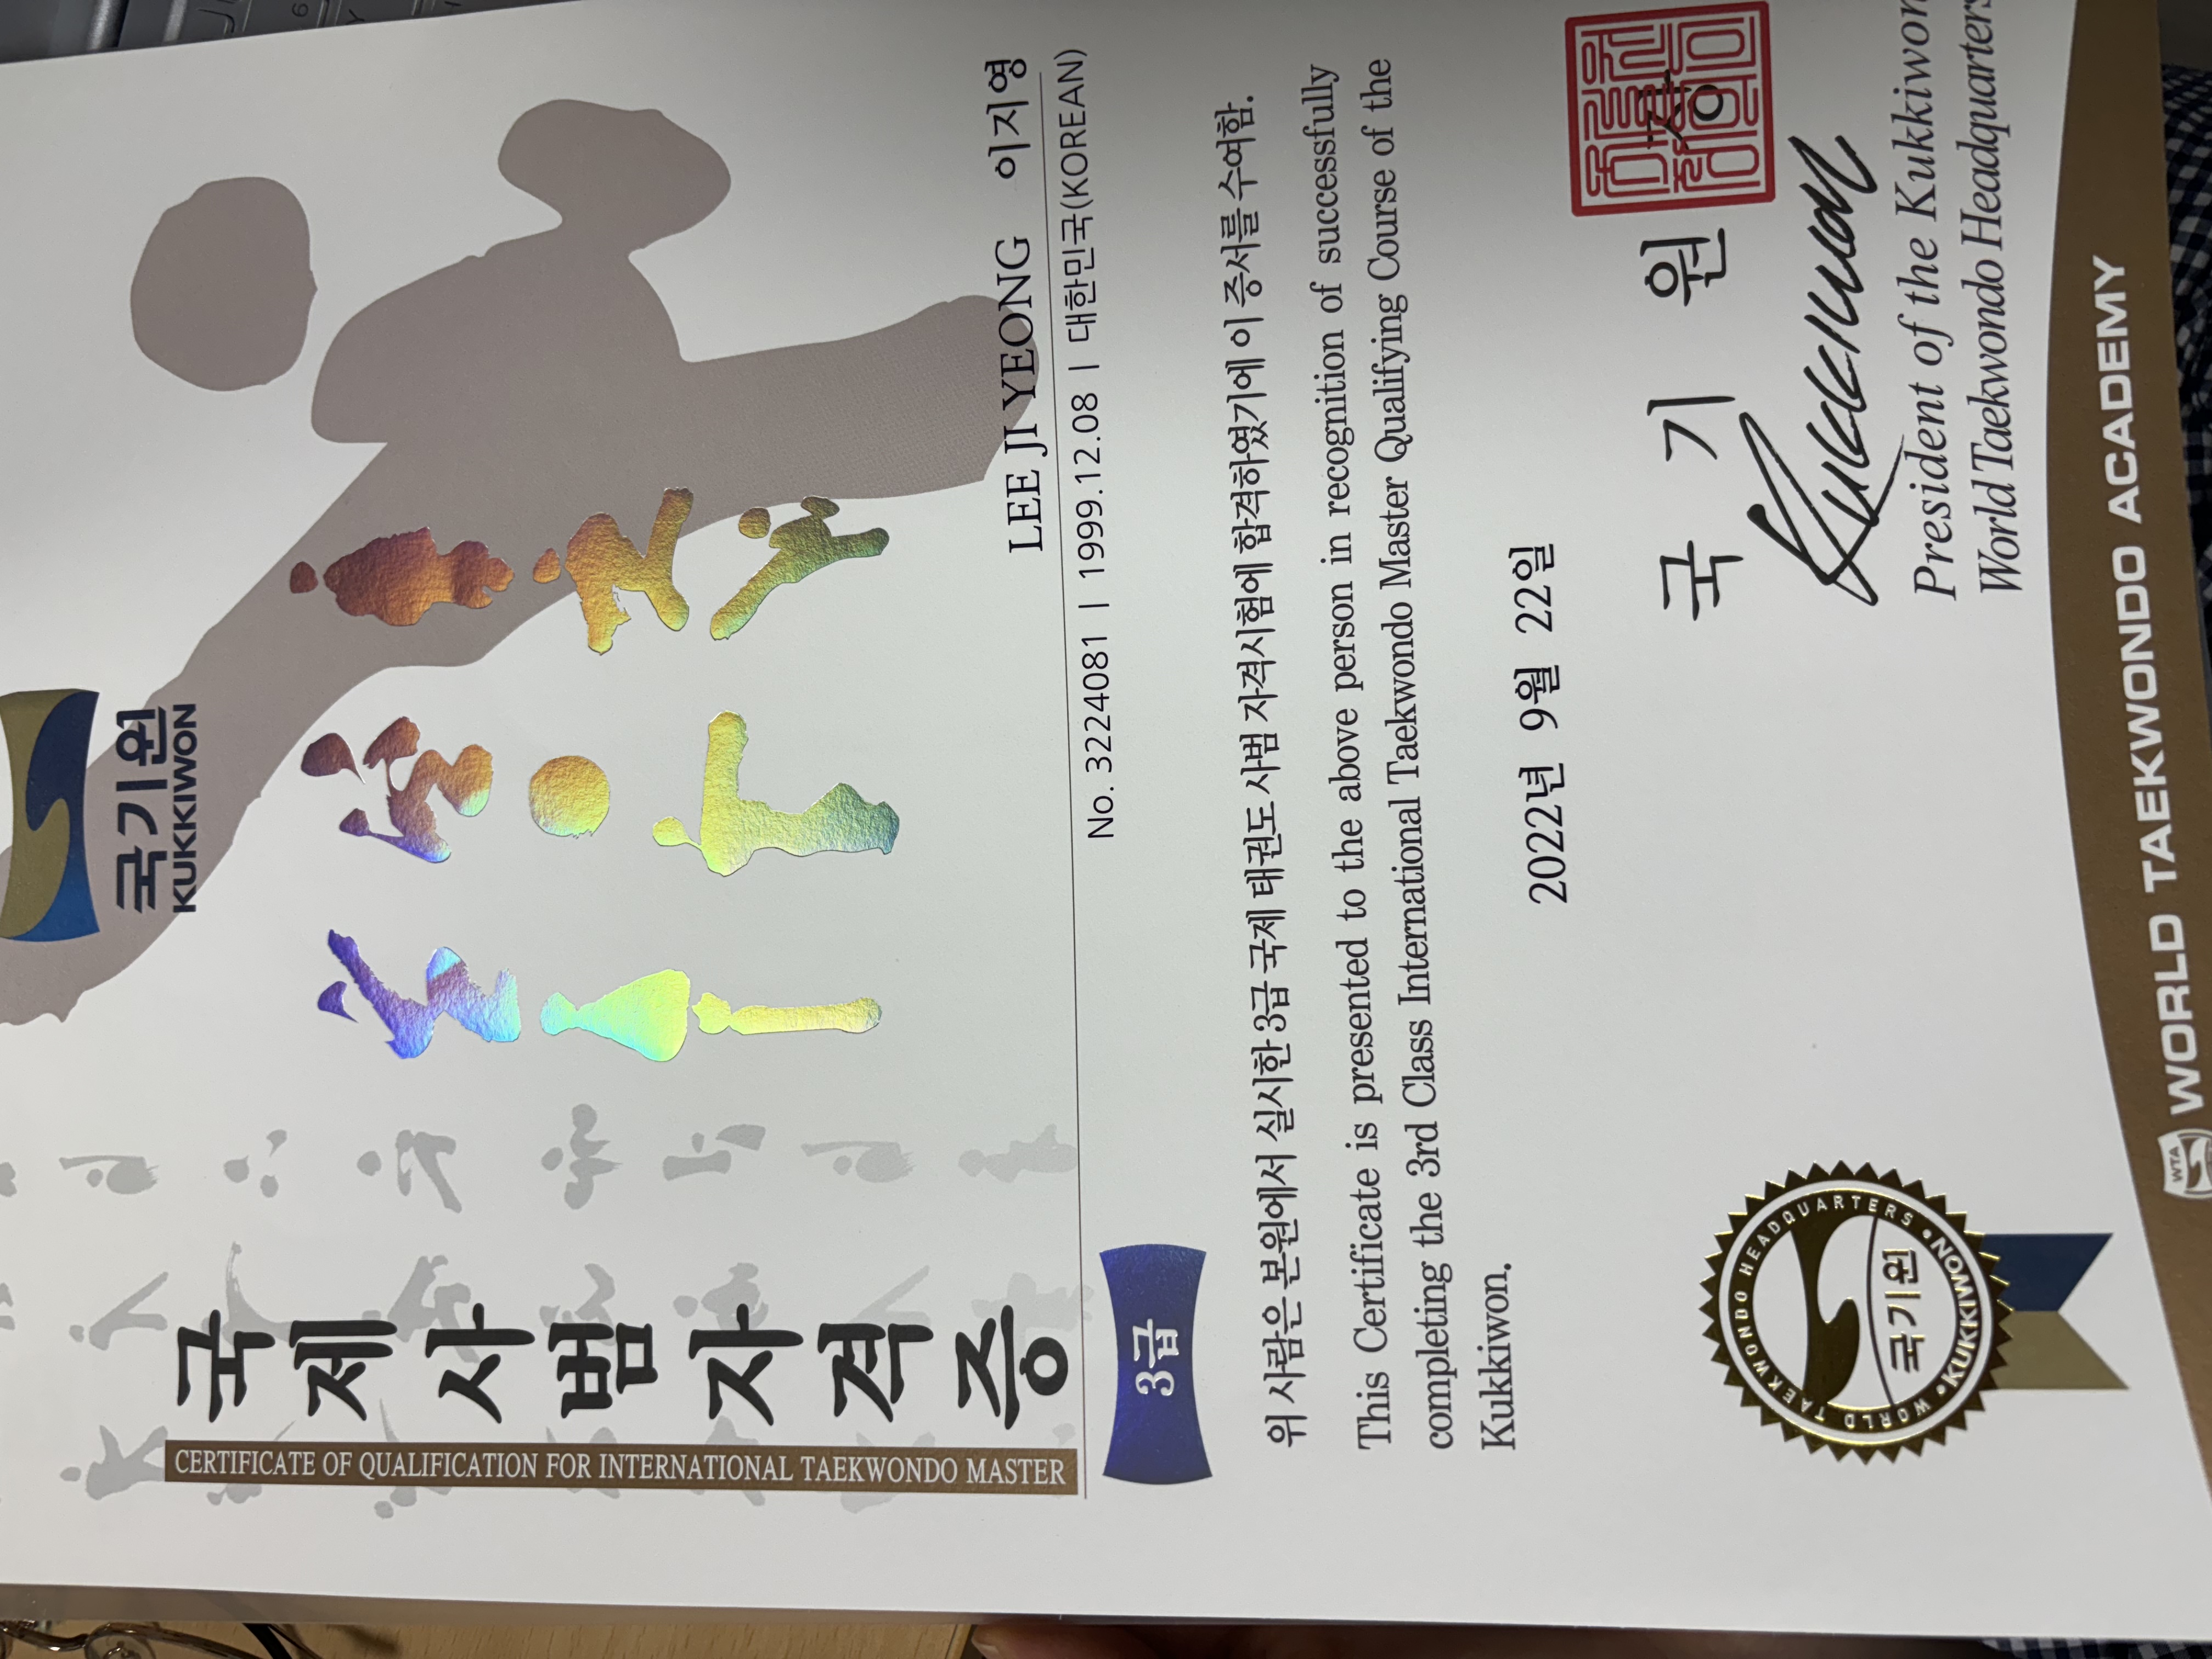 국기원
KUKKIWON
국제사범자격증
CERTIFICATE OF QUALIFICATION FOR INTERNATIONAL TAEKWONDO MASTER
LEE JI YEONG 이지영
3급
No. 3224081 | 1999.12.08 | 대한민국(KOREAN)
위 사람은 본원에서 실시한 3급 국제 태권도 사범 자격시험에 합격하였기에 이 증서를 수여함.
This Certificate is presented to the above person in recognition of successfully
completing the 3rd Class International Taekwondo Master Qualifying Course of the
Kukkiwon.
2022년 9월 22일
국 기 원 장
President of the Kukkiwon
World Taekwondo Headquarters
WORLD TAEKWONDO HEADQUARTERS • KUKKIWON •
국기원
WTA
WORLD TAEKWONDO ACADEMY